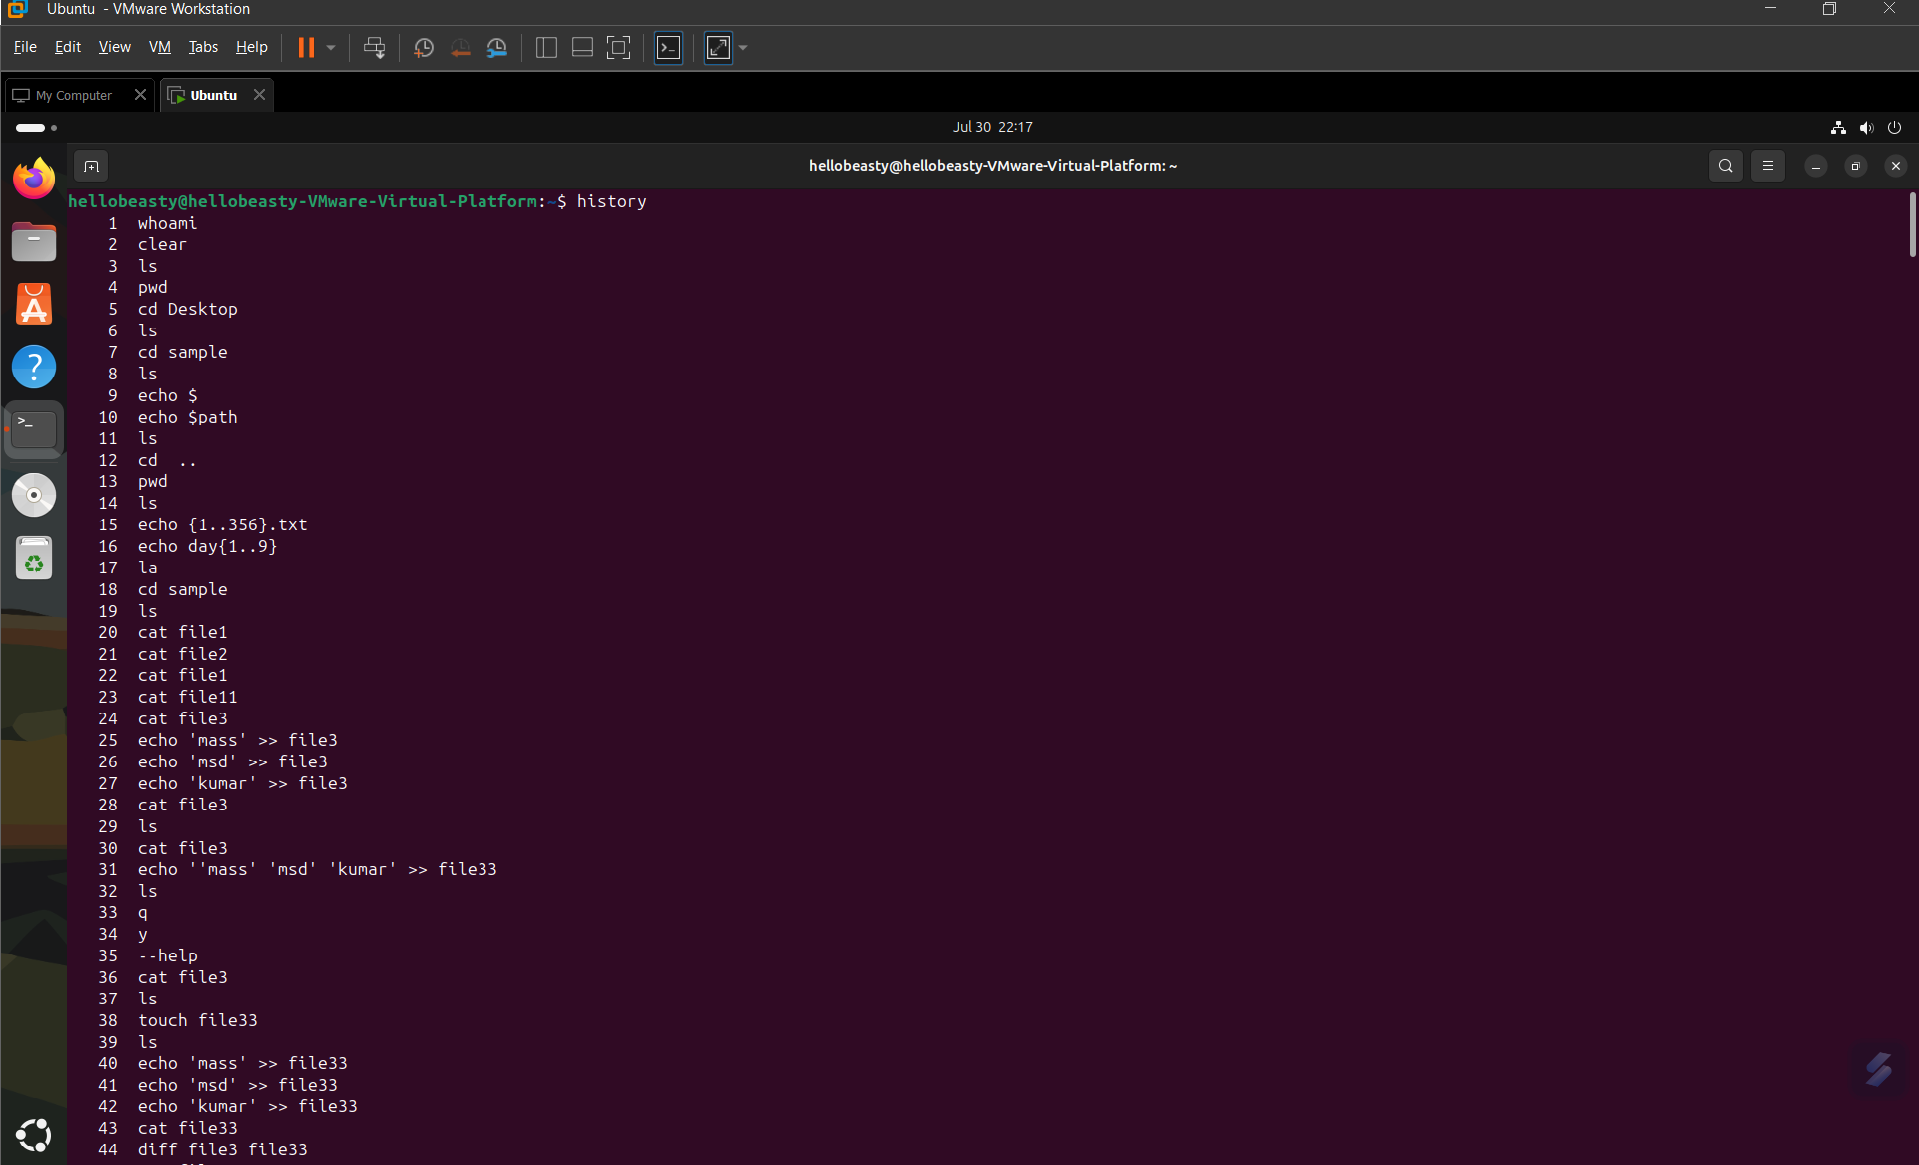 Ubuntu - VMware Workstation
File Edit View VM Tabs Help
My Computer Ubuntu
Jul 30 22:17
hellobeasty@hellobeasty-VMware-Virtual-Platform: ~
hellobeasty@hellobeasty-VMware-Virtual-Platform:~$ history
1 whoami
2 clear
3 ls
4 pwd
5 cd Desktop
6 ls
7 cd sample
8 ls
9 echo $
10 echo $path
11 ls
12 cd  ..
13 pwd
14 ls
15 echo {1..356}.txt
16 echo day{1..9}
17 la
18 cd sample
19 ls
20 cat file1
21 cat file2
22 cat file1
23 cat file11
24 cat file3
25 echo 'mass' >> file3
26 echo 'msd' >> file3
27 echo 'kumar' >> file3
28 cat file3
29 ls
30 cat file3
31 echo ''mass' 'msd' 'kumar' >> file33
32 ls
33 q
34 y
35 --help
36 cat file3
37 ls
38 touch file33
39 ls
40 echo 'mass' >> file33
41 echo 'msd' >> file33
42 echo 'kumar' >> file33
43 cat file33
44 diff file3 file33